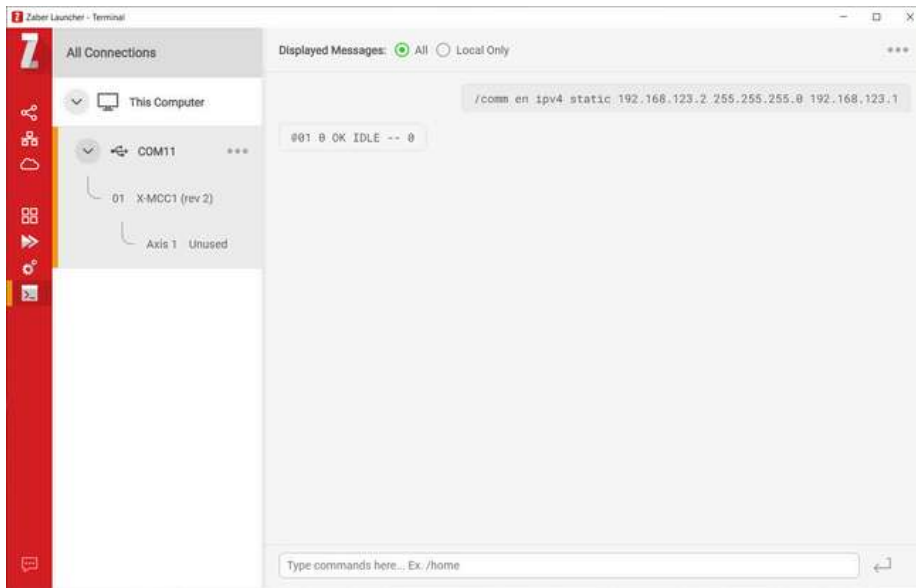 Zaber Launcher - Terminal
All Connections
Displayed Messages: All Local Only
This Computer
/comm en ipv4 static 192.168.123.2 255.255.255.0 192.168.123.1
@01 0 OK IDLE -- 0
COM11
01 X-MCC1 (rev 2)
Axis 1 Unused
Type commands here... Ex. /home